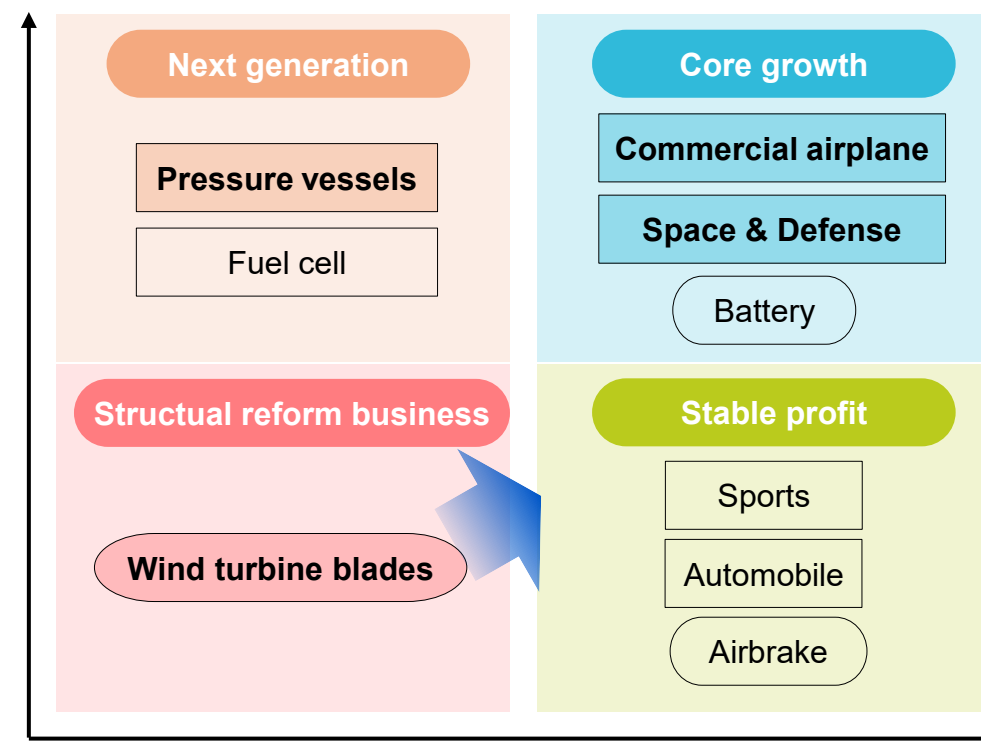 Next generation
Pressure vessels
Fuel cell
Core growth
Commercial airplane
Space & Defense
Battery
Structual reform business
Wind turbine blades
Stable profit
Sports
Automobile
Airbrake